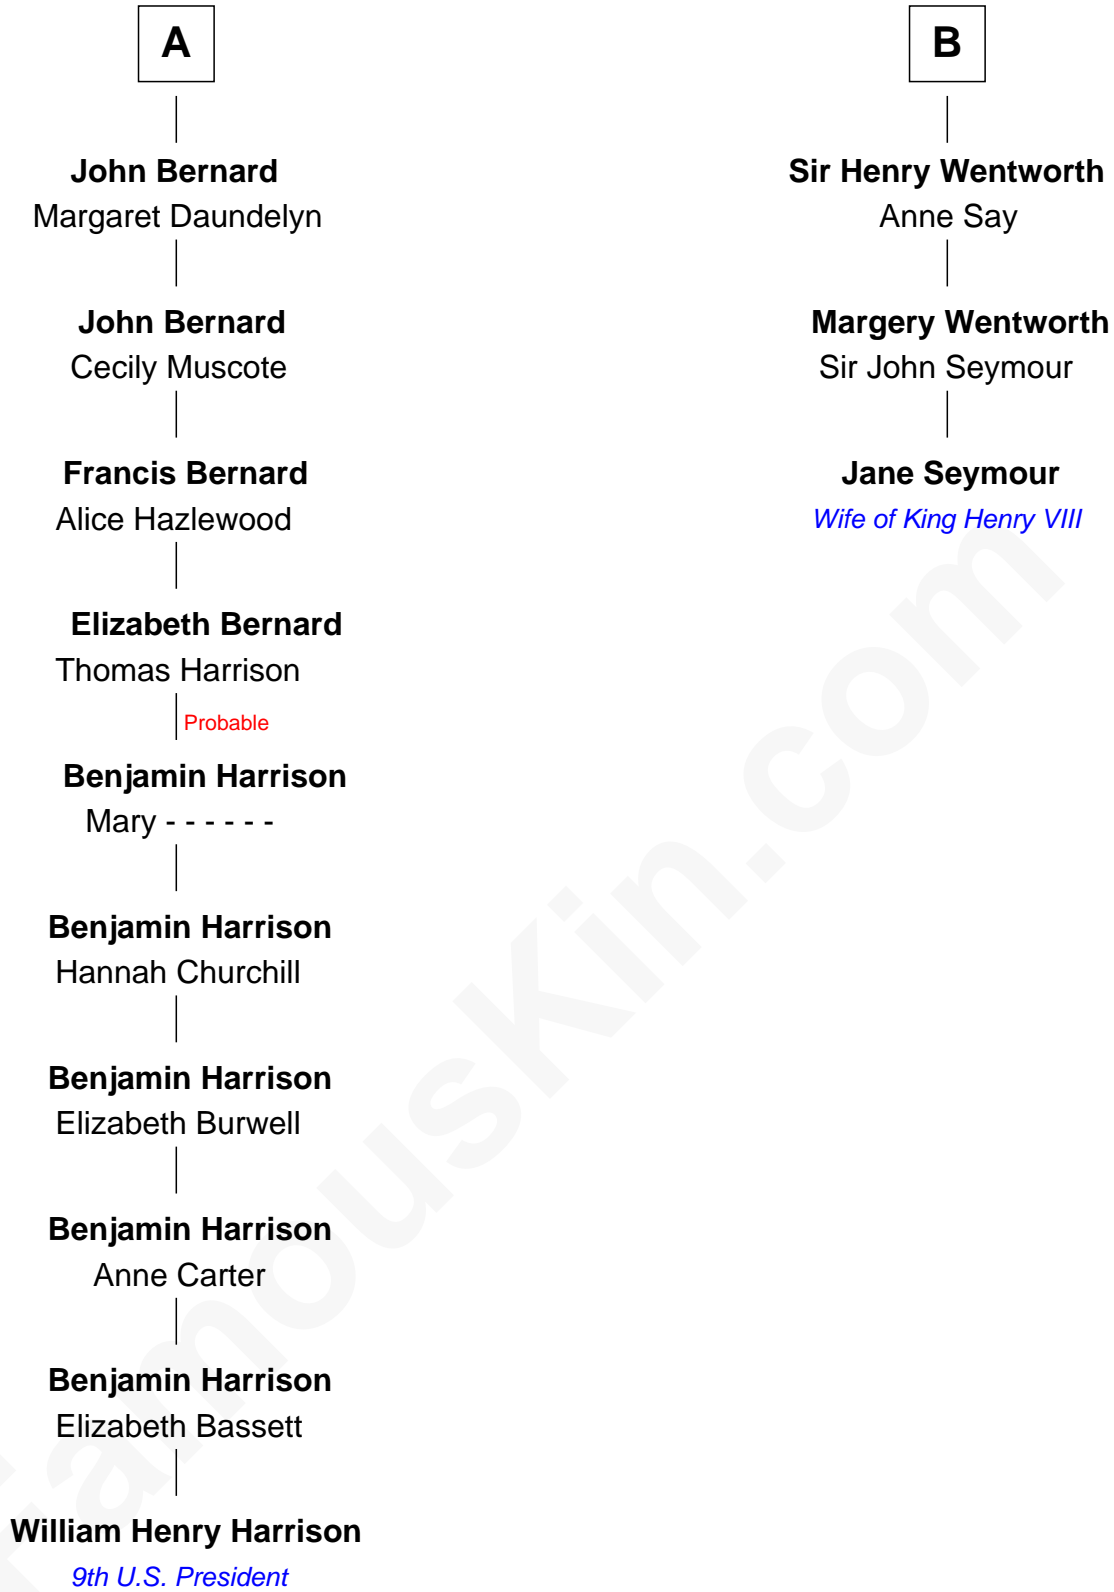 A
John Bernard
Margaret Daundelyn
John Bernard
Cecily Muscote
Francis Bernard
Alice Hazlewood
Elizabeth Bernard
Thomas Harrison
Probable
Benjamin Harrison
Mary - - - - - -
Benjamin Harrison
Hannah Churchill
Benjamin Harrison
Elizabeth Burwell
Benjamin Harrison
Anne Carter
Benjamin Harrison
Elizabeth Bassett
William Henry Harrison
9th U.S. President
B
Sir Henry Wentworth
Anne Say
Margery Wentworth
Sir John Seymour
Jane Seymour
Wife of King Henry VIII
famouskin.com